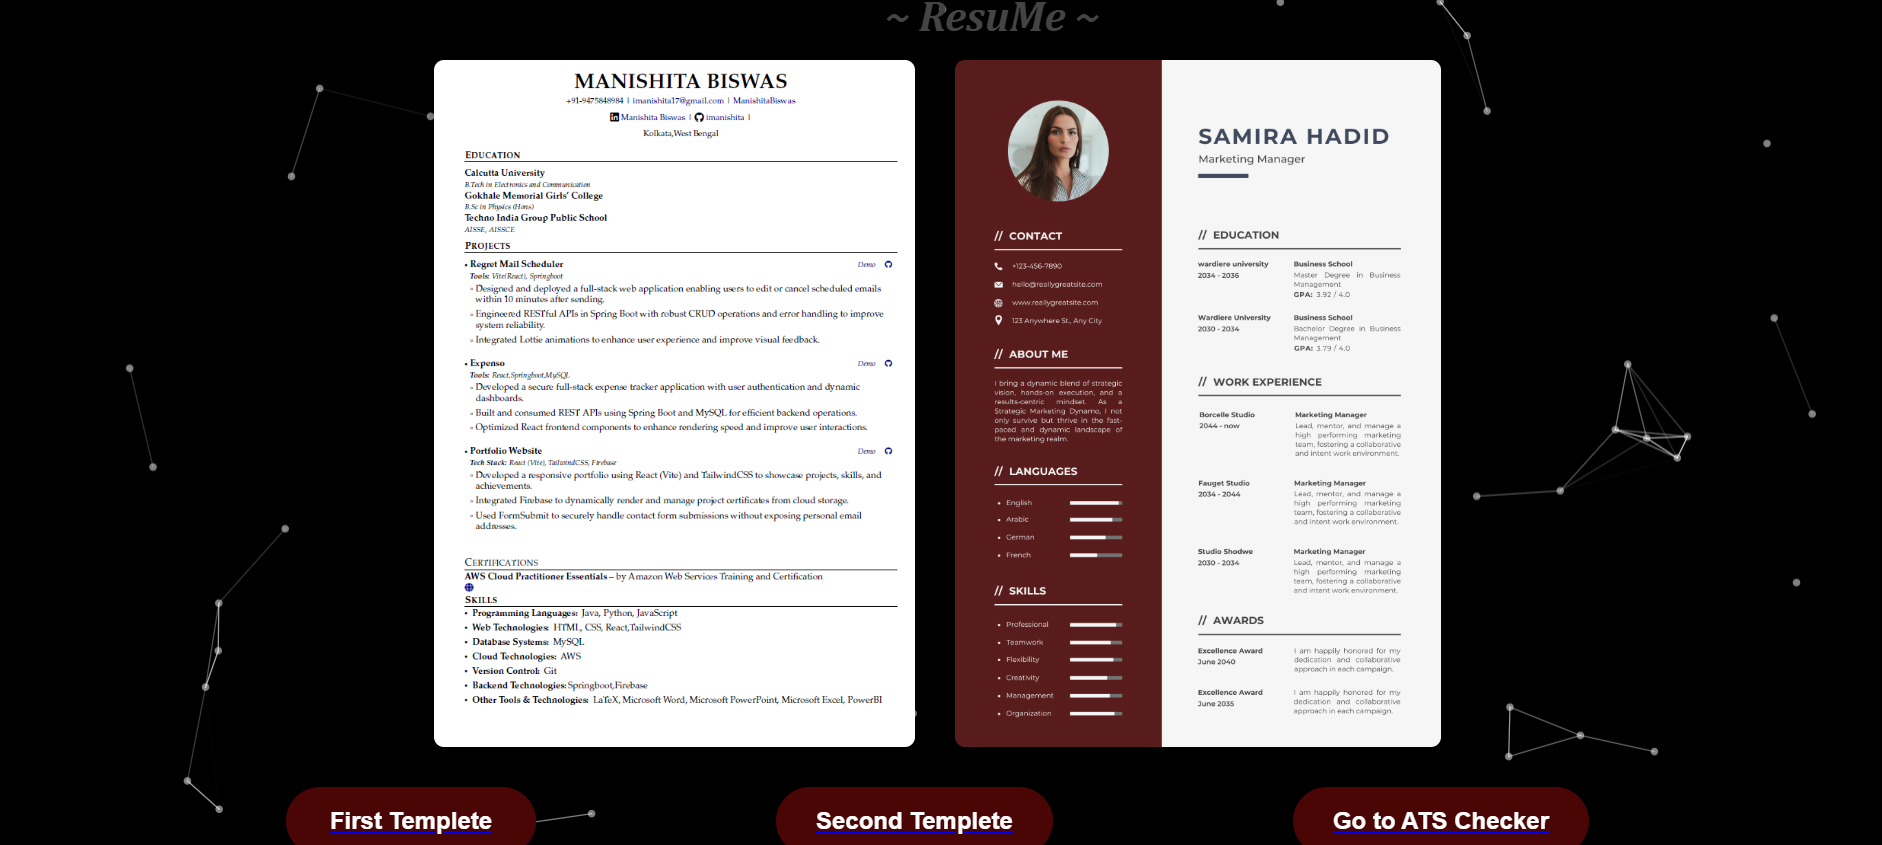 ~ ResuMe ~
MANISHITA BISWAS
+91-9475848984 | imanishita17@gmail.com | ManishitaBiswas
Manishita Biswas | imanishita |
Kolkata,West Bengal
EDUCATION
Calcutta University
B.Tech in Electronics and Communication
Gokhale Memorial Girls' College
B.Sc in Physics (Hons)
Techno India Group Public School
AISSE, AISSCE
PROJECTS
• Regret Mail Scheduler Demo
Tools: Vite(React), Springboot
◦ Designed and deployed a full-stack web application enabling users to edit or cancel scheduled emails
within 10 minutes after sending.
◦ Engineered RESTful APIs in Spring Boot with robust CRUD operations and error handling to improve
system reliability.
◦ Integrated Lottie animations to enhance user experience and improve visual feedback.
• Expenso Demo
Tools: React,Springboot,MySQL
◦ Developed a secure full-stack expense tracker application with user authentication and dynamic
dashboards.
◦ Built and consumed REST APIs using Spring Boot and MySQL for efficient backend operations.
◦ Optimized React frontend components to enhance rendering speed and improve user interactions.
• Portfolio Website Demo
Tech Stack: React (Vite), TailwindCSS, Firebase
◦ Developed a responsive portfolio using React (Vite) and TailwindCSS to showcase projects, skills, and
achievements.
◦ Integrated Firebase to dynamically render and manage project certificates from cloud storage.
◦ Used FormSubmit to securely handle contact form submissions without exposing personal email
addresses.
CERTIFICATIONS
AWS Cloud Practitioner Essentials – by Amazon Web Services Training and Certification
SKILLS
• Programming Languages: Java, Python, JavaScript
• Web Technologies: HTML, CSS, React,TailwindCSS
• Database Systems: MySQL
• Cloud Technologies: AWS
• Version Control: Git
• Backend Technologies:Springboot,Firebase
• Other Tools & Technologies: LaTeX, Microsoft Word, Microsoft PowerPoint, Microsoft Excel, PowerBI
// CONTACT
+123-456-7890
hello@reallygreatsite.com
www.reallygreatsite.com
123 Anywhere St., Any City
// ABOUT ME
I bring a dynamic blend of strategic
vision, hands-on execution, and a
results-centric mindset. As a
Strategic Marketing Dynamo, I not
only survive but thrive in the fast-
paced and dynamic landscape of
the marketing realm.
// LANGUAGES
• English
• Arabic
• German
• French
// SKILLS
• Professional
• Teamwork
• Flexibility
• Creativity
• Management
• Organization
SAMIRA HADID
Marketing Manager
// EDUCATION
wardiere university
2034 - 2036
Business School
Master Degree in Business
Management
GPA: 3.92 / 4.0
Wardiere University
2030 - 2034
Business School
Bachelor Degree in Business
Management
GPA: 3.79 / 4.0
// WORK EXPERIENCE
Borcelle Studio
2044 - now
Marketing Manager
Lead, mentor, and manage a
high performing marketing
team, fostering a collaborative
and intent work environment.
Fauget Studio
2034 - 2044
Marketing Manager
Lead, mentor, and manage a
high performing marketing
team, fostering a collaborative
and intent work environment.
Studio Shodwe
2030 - 2034
Marketing Manager
Lead, mentor, and manage a
high performing marketing
team, fostering a collaborative
and intent work environment.
// AWARDS
Excellence Award
June 2040
I am happily honored for my
dedication and collaborative
approach in each campaign.
Excellence Award
June 2035
I am happily honored for my
dedication and collaborative
approach in each campaign.
First Templete
Second Templete
Go to ATS Checker